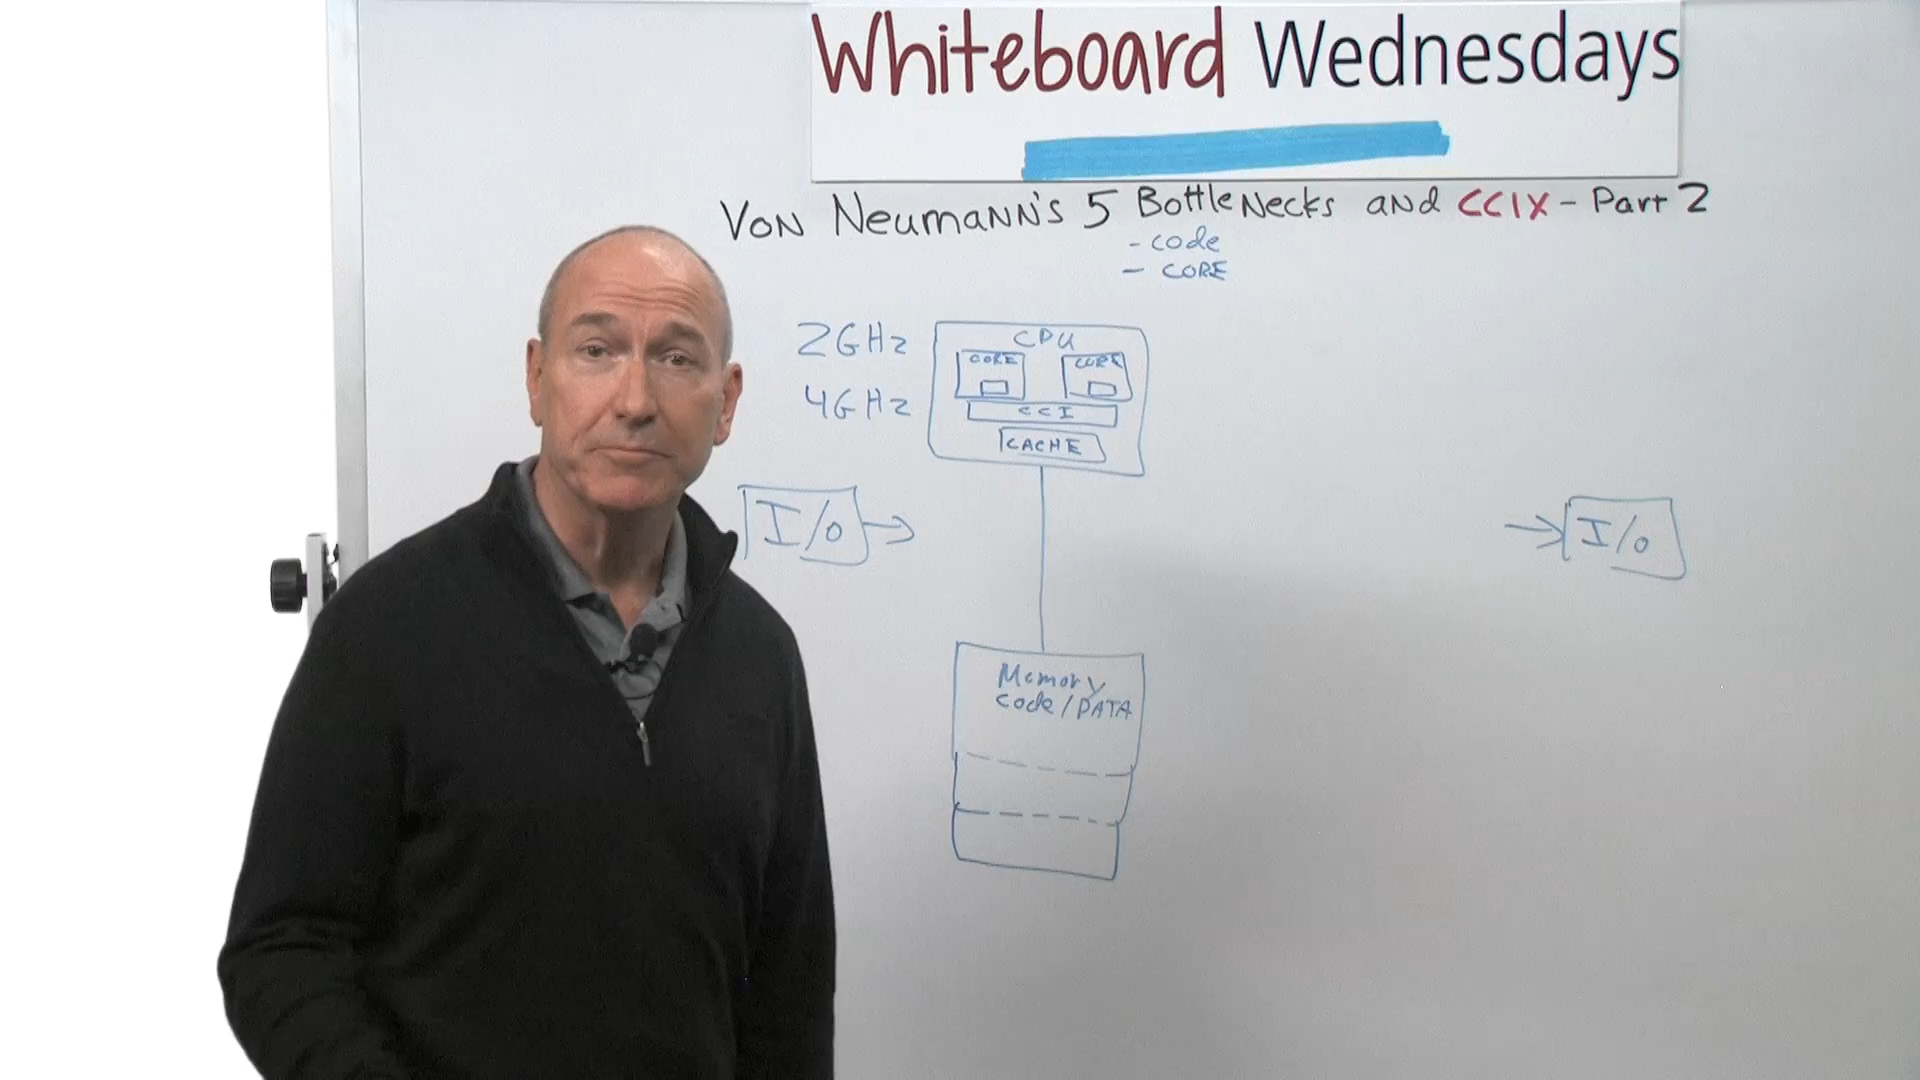 Whiteboard Wednesdays
Von Neumann's 5 BottleNecks and CCIX - Part 2
- code
- CORE
2GHz
4GHz
CPU
CORE
CORE
CCI
CACHE
I/O
I/O
Memory
code/DATA